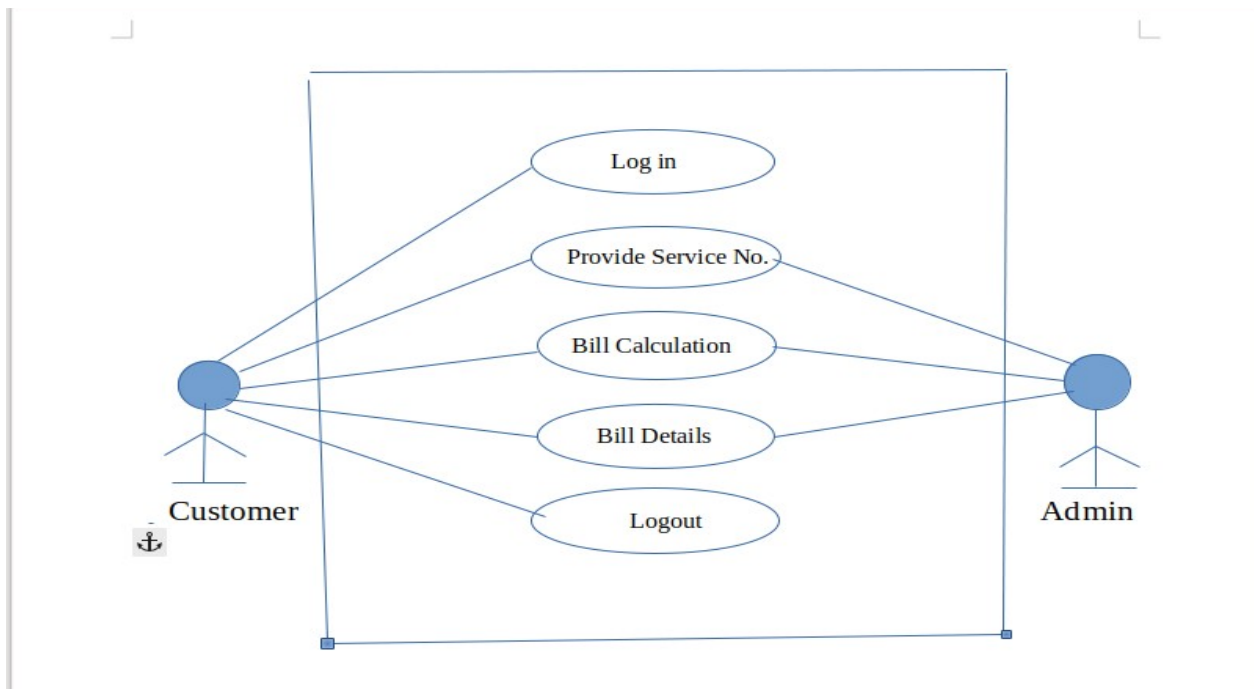 Log in
Provide Service No.
Bill Calculation
Bill Details
Logout
Customer
Admin